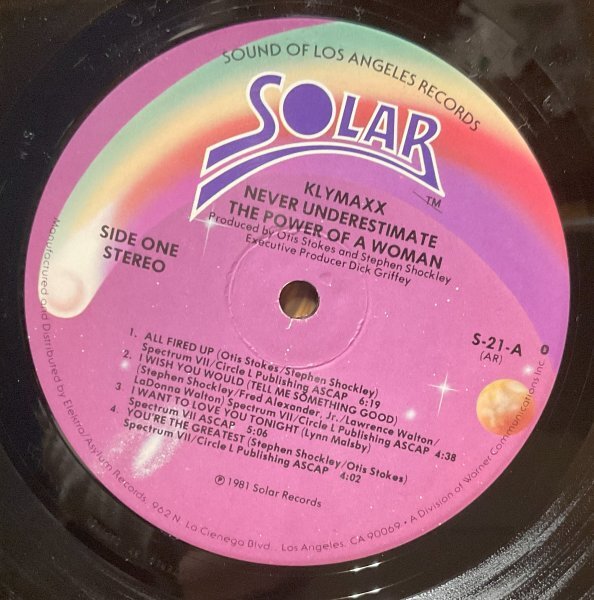 SOUND OF LOS ANGELES RECORDS
SOLAR
TM
KLYMAXX
NEVER UNDERESTIMATE
THE POWER OF A WOMAN
Produced by Otis Stokes and Stephen Shockley
Executive Producer Dick Griffey
SIDE ONE
STEREO
S-21-A
(AR)
O
1. ALL FIRED UP (Otis Stokes/Stephen Shockley)
Spectrum VII/Circle L Publishing ASCAP 6:19
2. I WISH YOU WOULD (TELL ME SOMETHING GOOD)
(Stephen Shockley/Fred Alexander, Jr./Lawrence Walton/
LaDonna Walton) Spectrum VII/Circle L Publishing ASCAP 4:38
3. I WANT TO LOVE YOU TONIGHT (Lynn Malsby)
Spectrum VII ASCAP 5:06
4. YOU'RE THE GREATEST (Stephen Shockley/Otis Stokes)
Spectrum VII/Circle L Publishing ASCAP 4:02
℗ 1981 Solar Records
Manufactured and Distributed by Elektra/Asylum Records, 962 N. La Cienega Blvd., Los Angeles, CA 90069 • A Division of Warner Communications Inc.